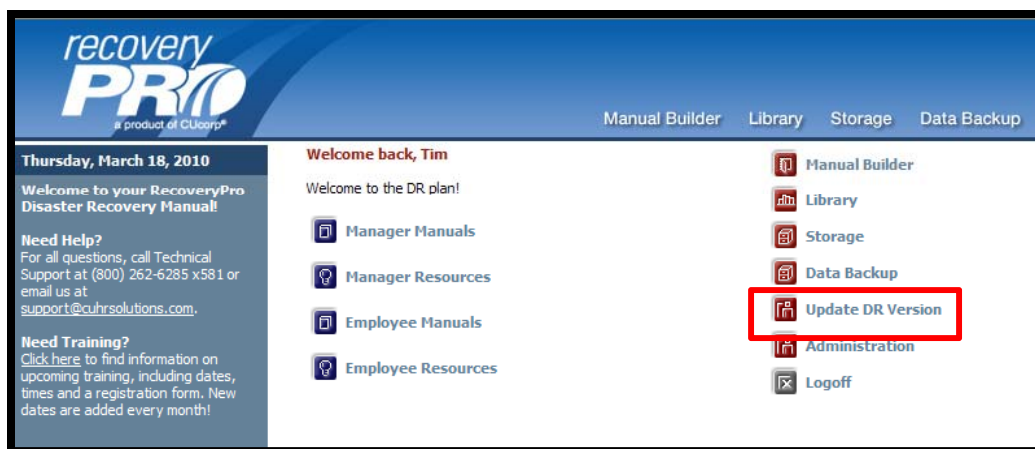 recovery
PRO
a product of CUcorp®
Manual Builder Library Storage Data Backup
Thursday, March 18, 2010
Welcome to your RecoveryPro
Disaster Recovery Manual!
Need Help?
For all questions, call Technical
Support at (800) 262-6285 x581 or
email us at
support@cuhrsolutions.com.
Need Training?
Click here to find information on
upcoming training, including dates,
times and a registration form. New
dates are added every month!
Welcome back, Tim
Welcome to the DR plan!
Manager Manuals
Manager Resources
Employee Manuals
Employee Resources
Manual Builder
Library
Storage
Data Backup
Update DR Version
Administration
Logoff